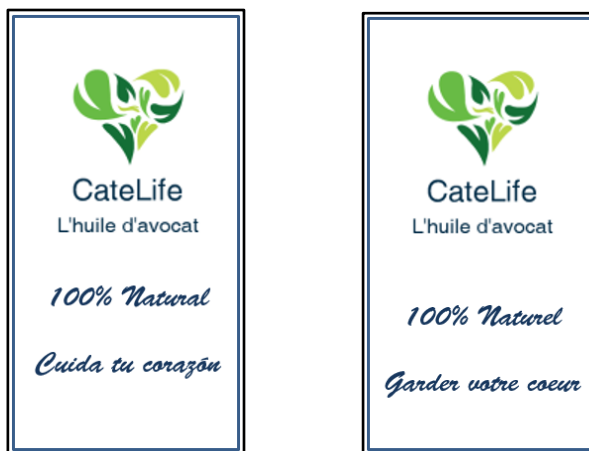 CateLife
L'huile d'avocat
100% Natural
Cuida tu corazón
CateLife
L'huile d'avocat
100% Naturel
Garder votre coeur